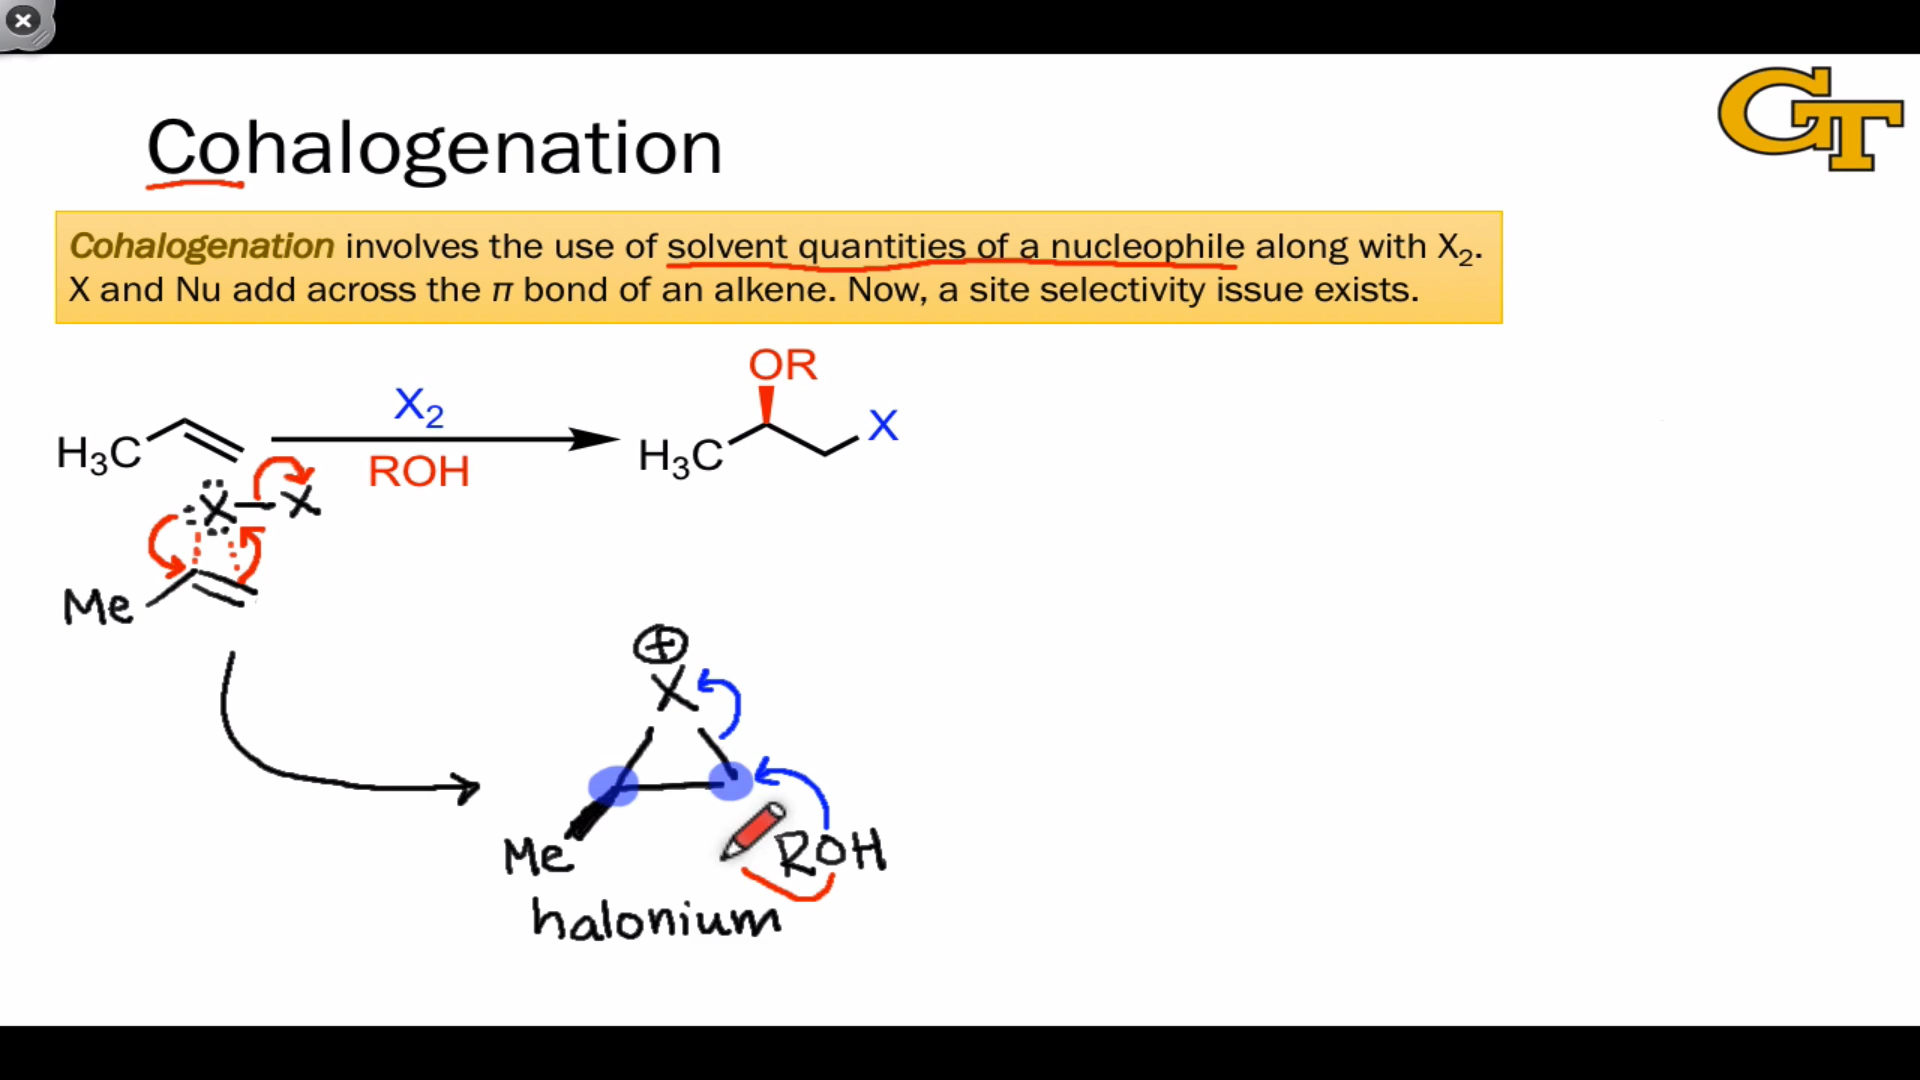 GT
Cohalogenation
Cohalogenation involves the use of solvent quantities of a nucleophile along with X₂.
X and Nu add across the π bond of an alkene. Now, a site selectivity issue exists.
OR
X₂
X
H₃C
H₃C
ROH
X X
Me
⊕
X
Me
ROH
halonium